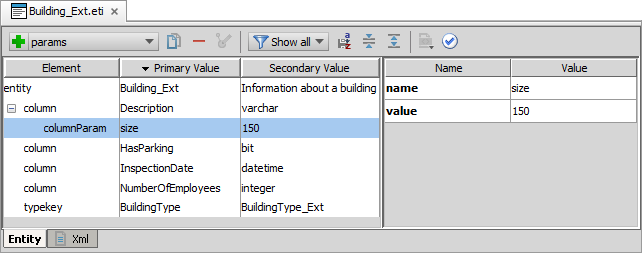 Building_Ext.eti
params
Show all
Element Primary Value Secondary Value
entity Building_Ext Information about a building
column Description varchar
columnParam size 150
column HasParking bit
column InspectionDate datetime
column NumberOfEmployees integer
typekey BuildingType BuildingType_Ext
Name Value
name size
value 150
Entity Xml